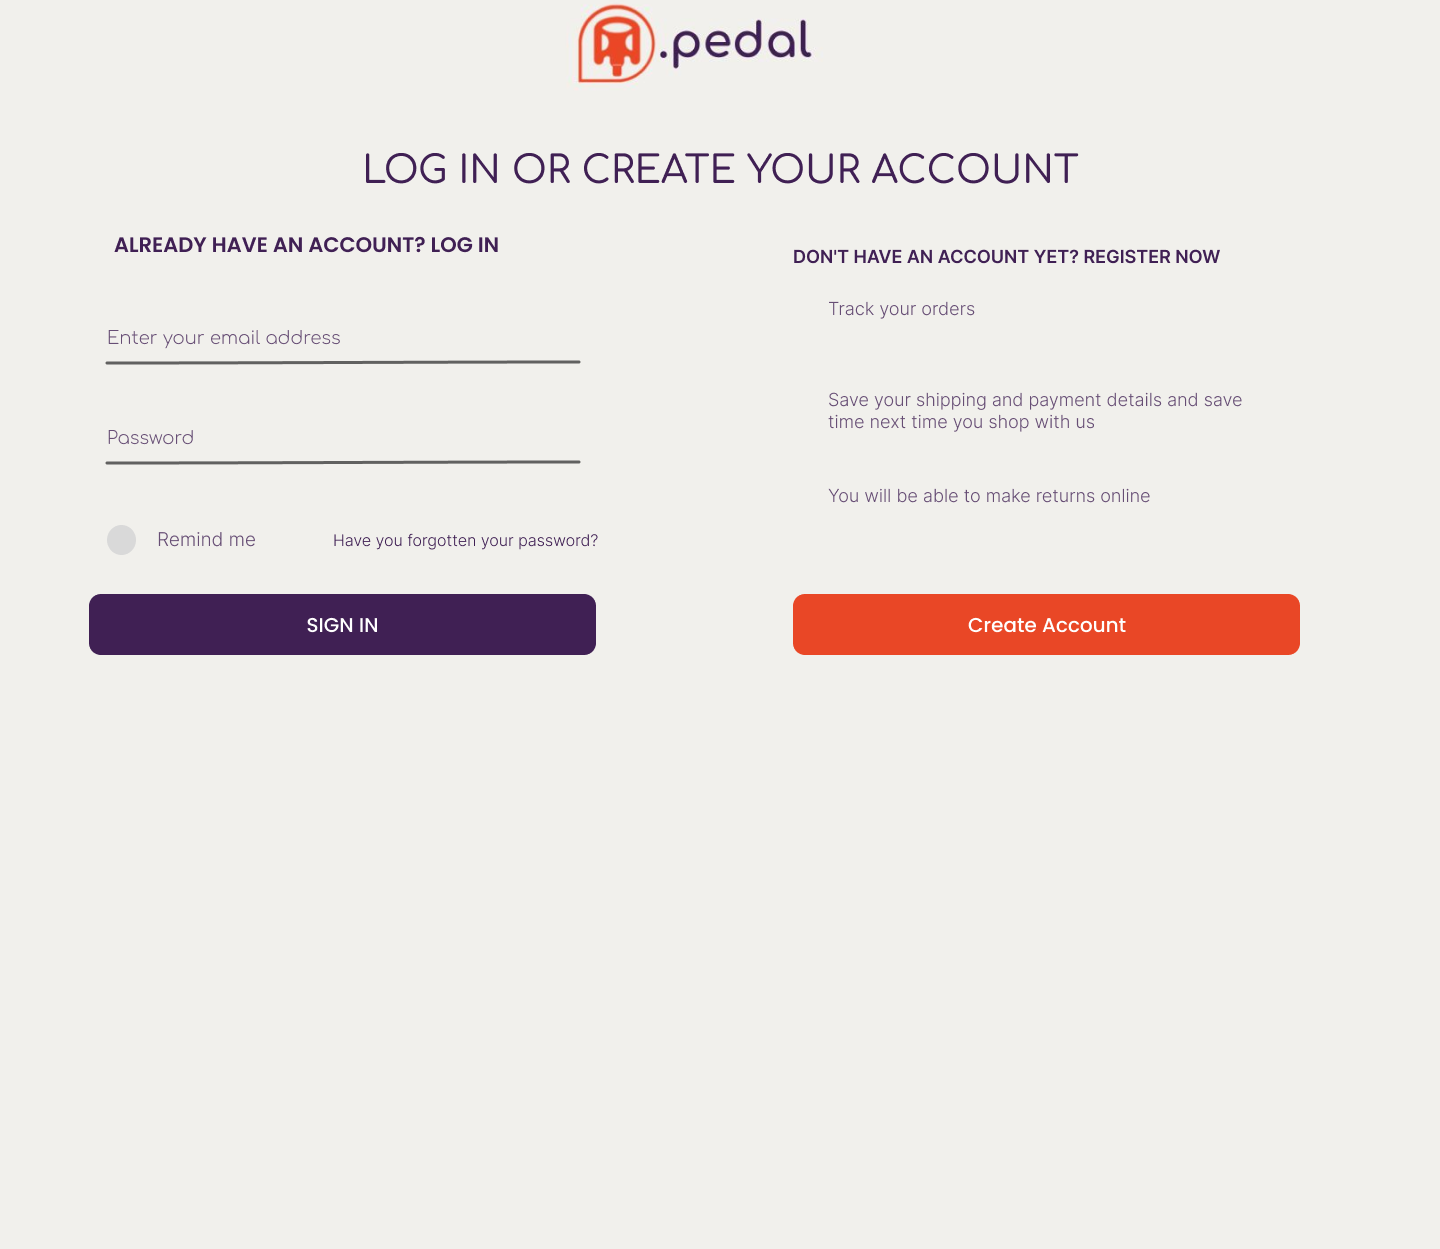 .pedal
LOG IN OR CREATE YOUR ACCOUNT
ALREADY HAVE AN ACCOUNT? LOG IN
Enter your email address
Password
Remind me
Have you forgotten your password?
SIGN IN
DON'T HAVE AN ACCOUNT YET? REGISTER NOW
Track your orders
Save your shipping and payment details and save
time next time you shop with us
You will be able to make returns online
Create Account